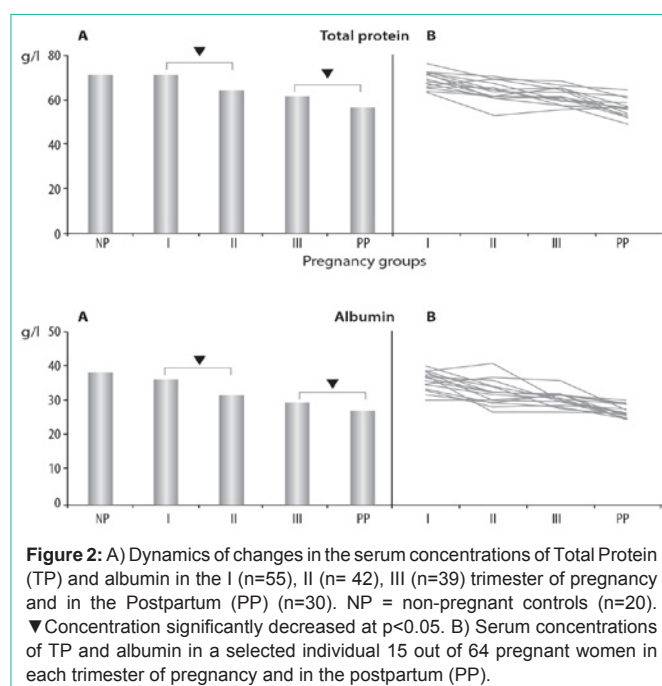 A Total protein B
g/l
80
60
40
20
0
▼ ▼
NP I II III PP I II III PP
Pregnancy groups
A Albumin B
g/l
50
40
30
20
10
0
▼ ▼
NP I II III PP I II III PP
Figure 2: A) Dynamics of changes in the serum concentrations of Total Protein
(TP) and albumin in the I (n=55), II (n= 42), III (n=39) trimester of pregnancy
and in the Postpartum (PP) (n=30). NP = non-pregnant controls (n=20).
▼Concentration significantly decreased at p<0.05. B) Serum concentrations
of TP and albumin in a selected individual 15 out of 64 pregnant women in
each trimester of pregnancy and in the postpartum (PP).